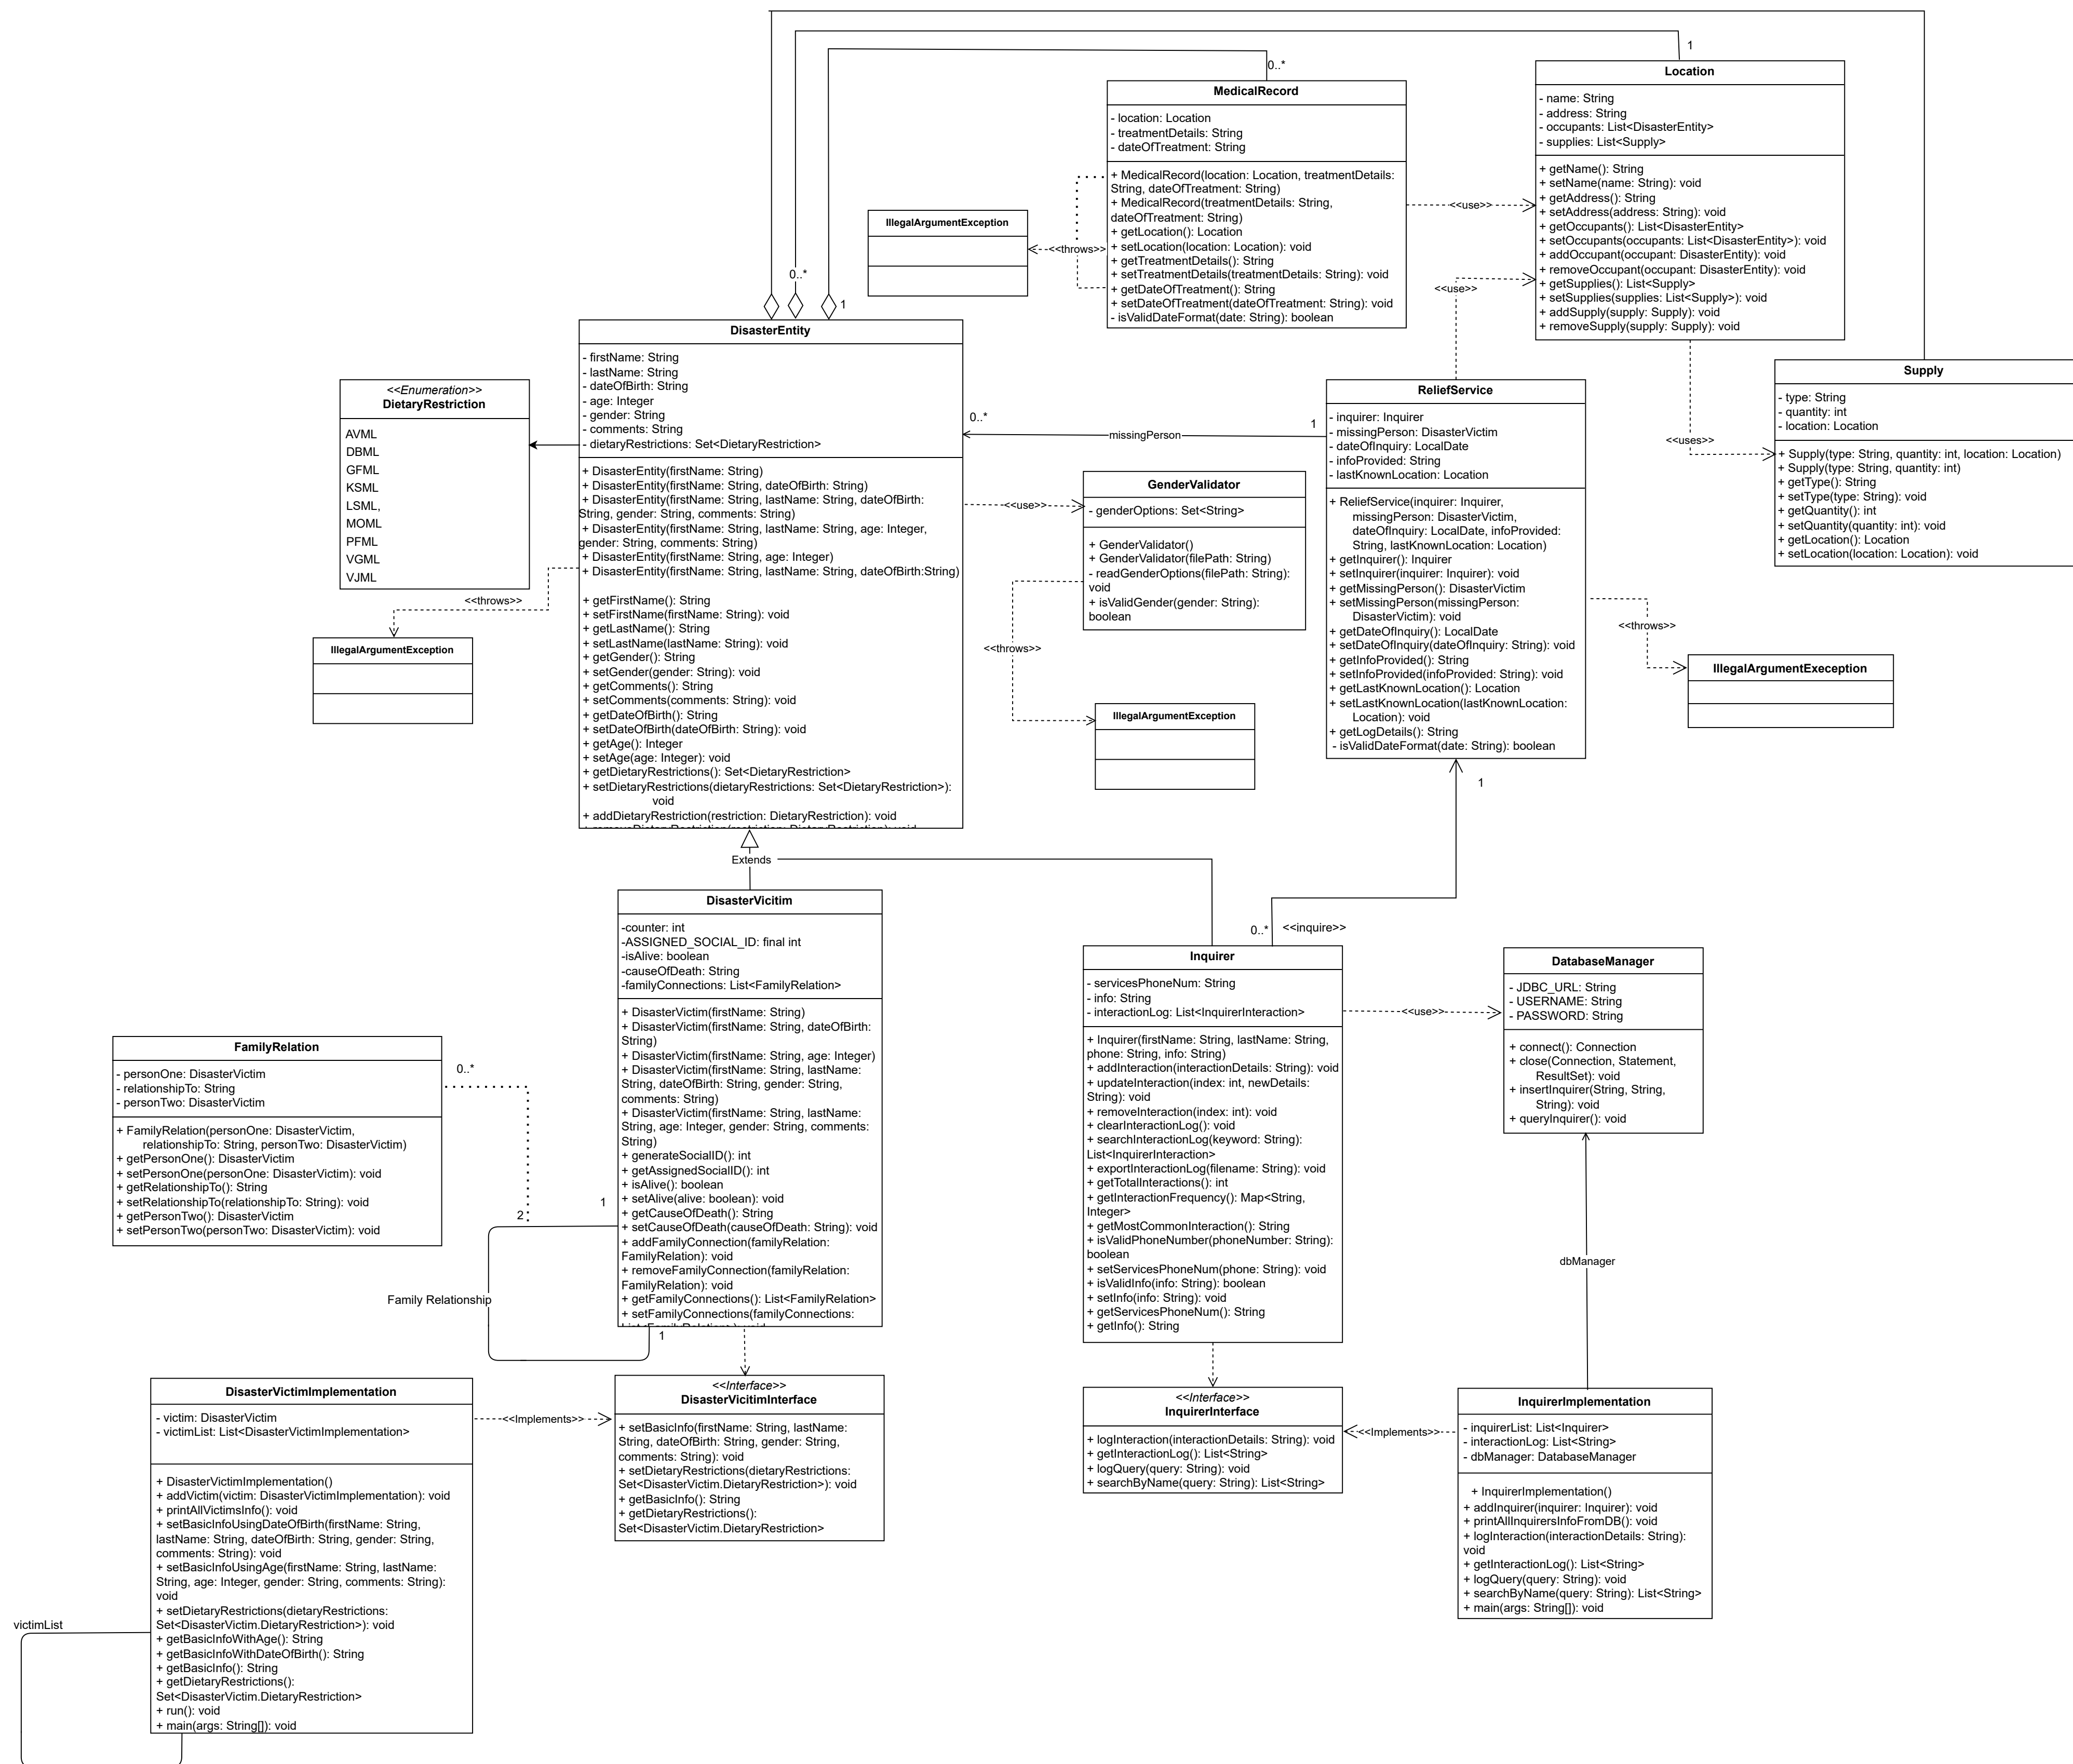 1
0..*
MedicalRecord
- location: Location
- treatmentDetails: String
- dateOfTreatment: String
+ MedicalRecord(location: Location, treatmentDetails:
String, dateOfTreatment: String)
+ MedicalRecord(treatmentDetails: String,
dateOfTreatment: String)
+ getLocation(): Location
+ setLocation(location: Location): void
+ getTreatmentDetails(): String
+ setTreatmentDetails(treatmentDetails: String): void
+ getDateOfTreatment(): String
+ setDateOfTreatment(dateOfTreatment: String): void
- isValidDateFormat(date: String): boolean
Location
- name: String
- address: String
- occupants: List<DisasterEntity>
- supplies: List<Supply>
+ getName(): String
+ setName(name: String): void
+ getAddress(): String
+ setAddress(address: String): void
+ getOccupants(): List<DisasterEntity>
+ setOccupants(occupants: List<DisasterEntity>): void
+ addOccupant(occupant: DisasterEntity): void
+ removeOccupant(occupant: DisasterEntity): void
+ getSupplies(): List<Supply>
+ setSupplies(supplies: List<Supply>): void
+ addSupply(supply: Supply): void
+ removeSupply(supply: Supply): void
<<use>>
IllegalArgumentException
<<throws>>
<<use>>
0..*
1
DisasterEntity
- firstName: String
- lastName: String
- dateOfBirth: String
- age: Integer
- gender: String
- comments: String
- dietaryRestrictions: Set<DietaryRestriction>
+ DisasterEntity(firstName: String)
+ DisasterEntity(firstName: String, dateOfBirth: String)
+ DisasterEntity(firstName: String, lastName: String, dateOfBirth:
String, gender: String, comments: String)
+ DisasterEntity(firstName: String, lastName: String, age: Integer,
gender: String, comments: String)
+ DisasterEntity(firstName: String, age: Integer)
+ DisasterEntity(firstName: String, lastName: String, dateOfBirth:String)
+ getFirstName(): String
+ setFirstName(firstName: String): void
+ getLastName(): String
+ setLastName(lastName: String): void
+ getGender(): String
+ setGender(gender: String): void
+ getComments(): String
+ setComments(comments: String): void
+ getDateOfBirth(): String
+ setDateOfBirth(dateOfBirth: String): void
+ getAge(): Integer
+ setAge(age: Integer): void
+ getDietaryRestrictions(): Set<DietaryRestriction>
+ setDietaryRestrictions(dietaryRestrictions: Set<DietaryRestriction>):
void
+ addDietaryRestriction(restriction: DietaryRestriction): void
<<Enumeration>>
DietaryRestriction
AVML
DBML
GFML
KSML
LSML,
MOML
PFML
VGML
VJML
<<throws>>
IllegalArgumentException
0..*
missingPerson
1
ReliefService
- inquirer: Inquirer
- missingPerson: DisasterVictim
- dateOfInquiry: LocalDate
- infoProvided: String
- lastKnownLocation: Location
+ ReliefService(inquirer: Inquirer,
missingPerson: DisasterVictim,
dateOfInquiry: LocalDate, infoProvided:
String, lastKnownLocation: Location)
+ getInquirer(): Inquirer
+ setInquirer(inquirer: Inquirer): void
+ getMissingPerson(): DisasterVictim
+ setMissingPerson(missingPerson:
DisasterVictim): void
+ getDateOfInquiry(): LocalDate
+ setDateOfInquiry(dateOfInquiry: String): void
+ getInfoProvided(): String
+ setInfoProvided(infoProvided: String): void
+ getLastKnownLocation(): Location
+ setLastKnownLocation(lastKnownLocation:
Location): void
+ getLogDetails(): String
- isValidDateFormat(date: String): boolean
<<uses>>
Supply
- type: String
- quantity: int
- location: Location
+ Supply(type: String, quantity: int, location: Location)
+ Supply(type: String, quantity: int)
+ getType(): String
+ setType(type: String): void
+ getQuantity(): int
+ setQuantity(quantity: int): void
+ getLocation(): Location
+ setLocation(location: Location): void
<<use>>
GenderValidator
- genderOptions: Set<String>
+ GenderValidator()
+ GenderValidator(filePath: String)
- readGenderOptions(filePath: String):
void
+ isValidGender(gender: String):
boolean
<<throws>>
IllegalArgumentException
<<throws>>
IllegalArgumentExeception
1
Extends
DisasterVicitim
-counter: int
-ASSIGNED_SOCIAL_ID: final int
-isAlive: boolean
-causeOfDeath: String
-familyConnections: List<FamilyRelation>
+ DisasterVictim(firstName: String)
+ DisasterVictim(firstName: String, dateOfBirth:
String)
+ DisasterVictim(firstName: String, age: Integer)
+ DisasterVictim(firstName: String, lastName:
String, dateOfBirth: String, gender: String,
comments: String)
+ DisasterVictim(firstName: String, lastName:
String, age: Integer, gender: String, comments:
String)
+ generateSocialID(): int
+ getAssignedSocialID(): int
+ isAlive(): boolean
+ setAlive(alive: boolean): void
+ getCauseOfDeath(): String
+ setCauseOfDeath(causeOfDeath: String): void
+ addFamilyConnection(familyRelation:
FamilyRelation): void
+ removeFamilyConnection(familyRelation:
FamilyRelation): void
+ getFamilyConnections(): List<FamilyRelation>
+ setFamilyConnections(familyConnections:
0..*
<<inquire>>
Inquirer
- servicesPhoneNum: String
- info: String
- interactionLog: List<InquirerInteraction>
+ Inquirer(firstName: String, lastName: String,
phone: String, info: String)
+ addInteraction(interactionDetails: String): void
+ updateInteraction(index: int, newDetails:
String): void
+ removeInteraction(index: int): void
+ clearInteractionLog(): void
+ searchInteractionLog(keyword: String):
List<InquirerInteraction>
+ exportInteractionLog(filename: String): void
+ getTotalInteractions(): int
+ getInteractionFrequency(): Map<String,
Integer>
+ getMostCommonInteraction(): String
+ isValidPhoneNumber(phoneNumber: String):
boolean
+ setServicesPhoneNum(phone: String): void
+ isValidInfo(info: String): boolean
+ setInfo(info: String): void
+ getServicesPhoneNum(): String
+ getInfo(): String
<<use>>
DatabaseManager
- JDBC_URL: String
- USERNAME: String
- PASSWORD: String
+ connect(): Connection
+ close(Connection, Statement,
ResultSet): void
+ insertInquirer(String, String,
String): void
+ queryInquirer(): void
FamilyRelation
- personOne: DisasterVictim
- relationshipTo: String
- personTwo: DisasterVictim
+ FamilyRelation(personOne: DisasterVictim,
relationshipTo: String, personTwo: DisasterVictim)
+ getPersonOne(): DisasterVictim
+ setPersonOne(personOne: DisasterVictim): void
+ getRelationshipTo(): String
+ setRelationshipTo(relationshipTo: String): void
+ getPersonTwo(): DisasterVictim
+ setPersonTwo(personTwo: DisasterVictim): void
0..*
1
2
Family Relationship
1
dbManager
DisasterVictimImplementation
- victim: DisasterVictim
- victimList: List<DisasterVictimImplementation>
+ DisasterVictimImplementation()
+ addVictim(victim: DisasterVictimImplementation): void
+ printAllVictimsInfo(): void
+ setBasicInfoUsingDateOfBirth(firstName: String,
lastName: String, dateOfBirth: String, gender: String,
comments: String): void
+ setBasicInfoUsingAge(firstName: String, lastName:
String, age: Integer, gender: String, comments: String):
void
+ setDietaryRestrictions(dietaryRestrictions:
Set<DisasterVictim.DietaryRestriction>): void
+ getBasicInfoWithAge(): String
+ getBasicInfoWithDateOfBirth(): String
+ getBasicInfo(): String
+ getDietaryRestrictions():
Set<DisasterVictim.DietaryRestriction>
+ run(): void
+ main(args: String[]): void
victimList
<<Implements>>
<<Interface>>
DisasterVicitimInterface
+ setBasicInfo(firstName: String, lastName:
String, dateOfBirth: String, gender: String,
comments: String): void
+ setDietaryRestrictions(dietaryRestrictions:
Set<DisasterVictim.DietaryRestriction>): void
+ getBasicInfo(): String
+ getDietaryRestrictions():
Set<DisasterVictim.DietaryRestriction>
<<Interface>>
InquirerInterface
+ logInteraction(interactionDetails: String): void
+ getInteractionLog(): List<String>
+ logQuery(query: String): void
+ searchByName(query: String): List<String>
<<Implements>>
InquirerImplementation
- inquirerList: List<Inquirer>
- interactionLog: List<String>
- dbManager: DatabaseManager
+ InquirerImplementation()
+ addInquirer(inquirer: Inquirer): void
+ printAllInquirersInfoFromDB(): void
+ logInteraction(interactionDetails: String):
void
+ getInteractionLog(): List<String>
+ logQuery(query: String): void
+ searchByName(query: String): List<String>
+ main(args: String[]): void